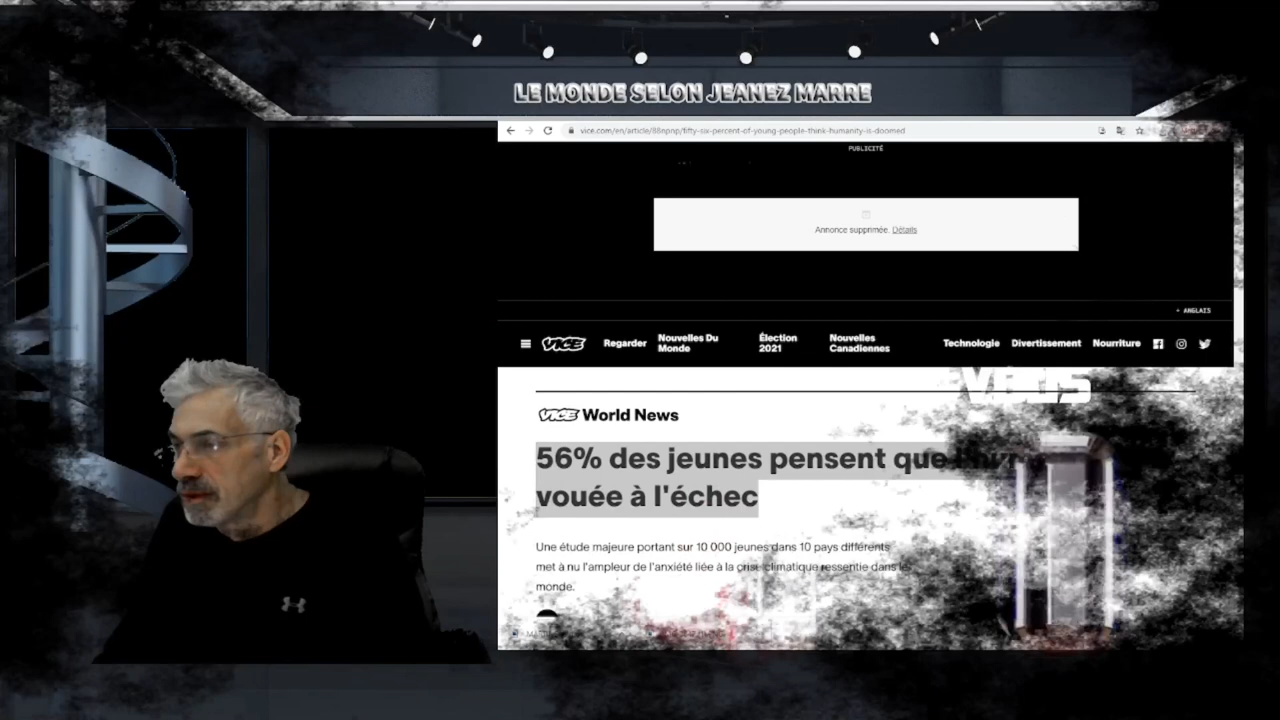 LE MONDE SELON JEANEZ MARRE
vice.com/en/article/88npnp/fifty-six-percent-of-young-people-think-humanity-is-doomed
PUBLICITÉ
Annonce supprimée. Détails
+ ANGLAIS
VICE Regarder Nouvelles Du Monde Élection 2021 Nouvelles Canadiennes Technologie Divertissement Nourriture
VICE World News
56% des jeunes pensent que
vouée à l'échec
Une étude majeure portant sur 10 000 jeunes dans 10 pays différents
met à nu l'ampleur de l'anxiété liée à la crise climatique ressentie dans le
monde.